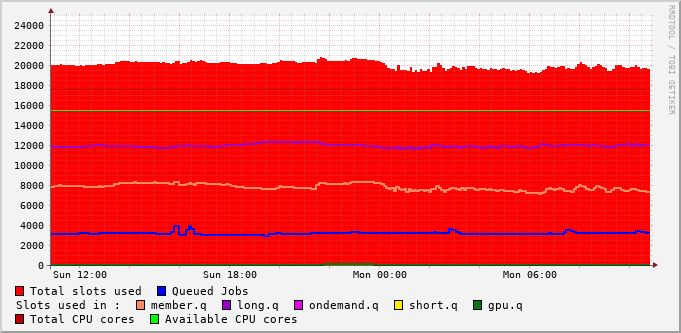 RRDTOOL / TOBI OETIKER
24000
22000
20000
18000
16000
14000
12000
10000
8000
6000
4000
2000
0
Sun 12:00 Sun 18:00 Mon 00:00 Mon 06:00
Total slots used Queued Jobs
Slots used in : member.q long.q ondemand.q short.q gpu.q
Total CPU cores Available CPU cores